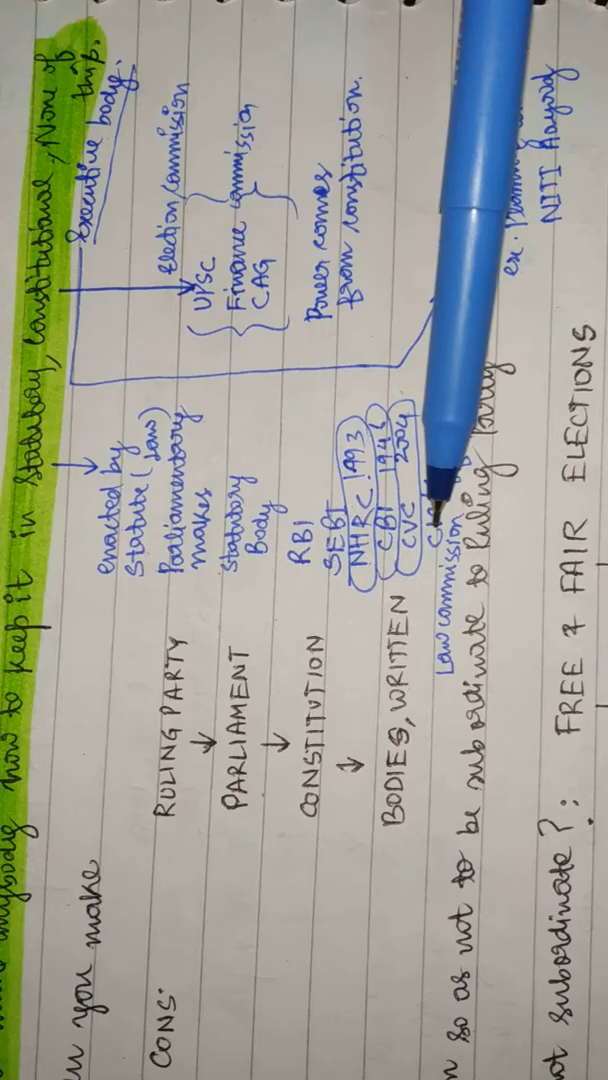 anybody how to keep it in statutory, constitutional, None of this.
you make
executive body.
enacted by
Statute (law)
Parliamentary
makes
Statutory
Body
RBI
SEBI
NHRC 1993
CBI 1946
CVC 2004
Law commission
Election Commission
UPSC
Finance commission
CAG
Power comes
from constitution.
ex.
NITI Aayog
CONS:
RULING PARTY
↓
PARLIAMENT
↓
CONSTITUTION
↓
BODIES, WRITTEN
so as not to be subordinate to Ruling Party
subordinate?: FREE & FAIR ELECTIONS